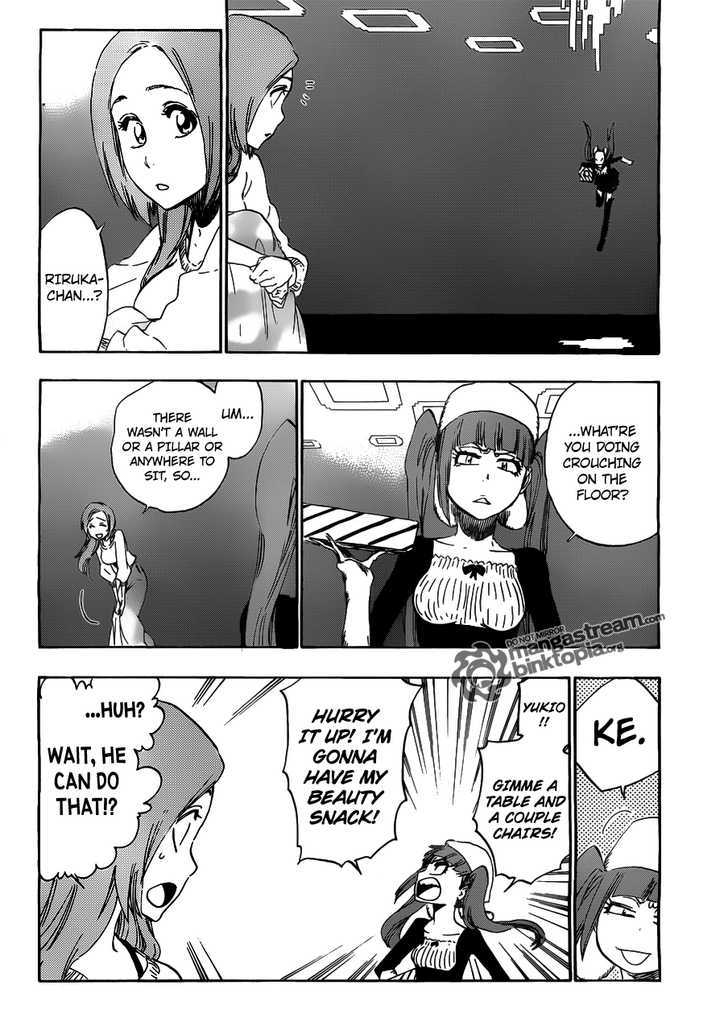 RIRUKA-
CHAN...?
...WHAT'RE
YOU DOING
CROUCHING
ON THE
FLOOR?
UM...
THERE
WASN'T A WALL
OR A PILLAR OR
ANYWHERE TO
SIT, SO...
KE.
YUKIO
!!
GIMME A
TABLE AND
A COUPLE
CHAIRS!
HURRY
IT UP! I'M
GONNA
HAVE MY
BEAUTY
SNACK!
...HUH?
WAIT, HE
CAN DO
THAT!?
DO NOT MIRROR
mangastream.com
binktopia.org